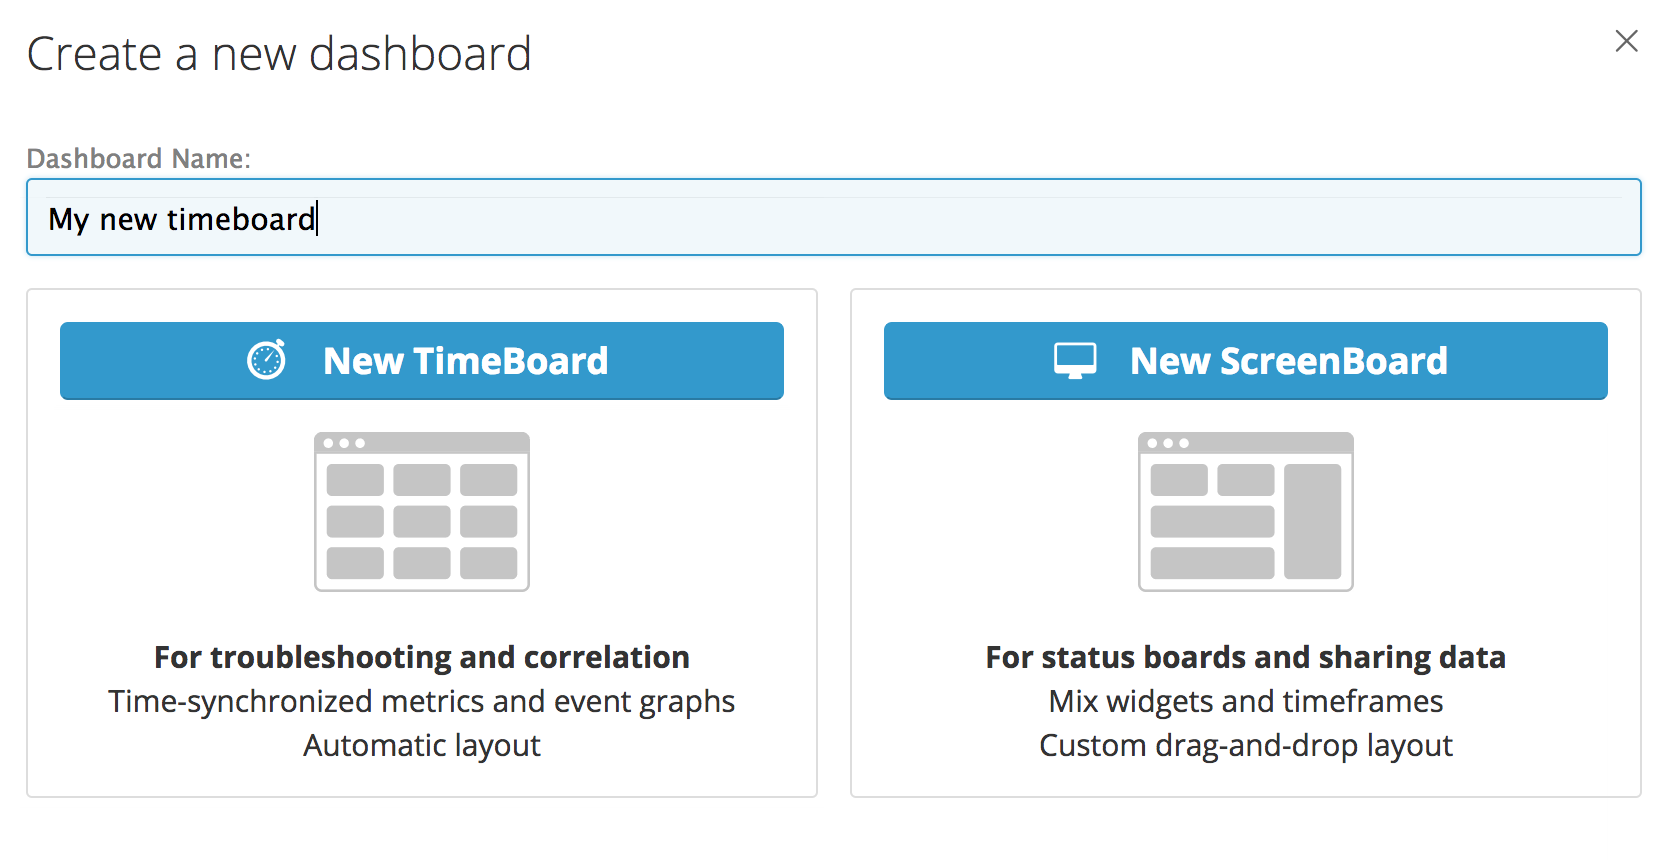 Create a new dashboard
Dashboard Name:
My new timeboard
New TimeBoard
For troubleshooting and correlation
Time-synchronized metrics and event graphs
Automatic layout
New ScreenBoard
For status boards and sharing data
Mix widgets and timeframes
Custom drag-and-drop layout